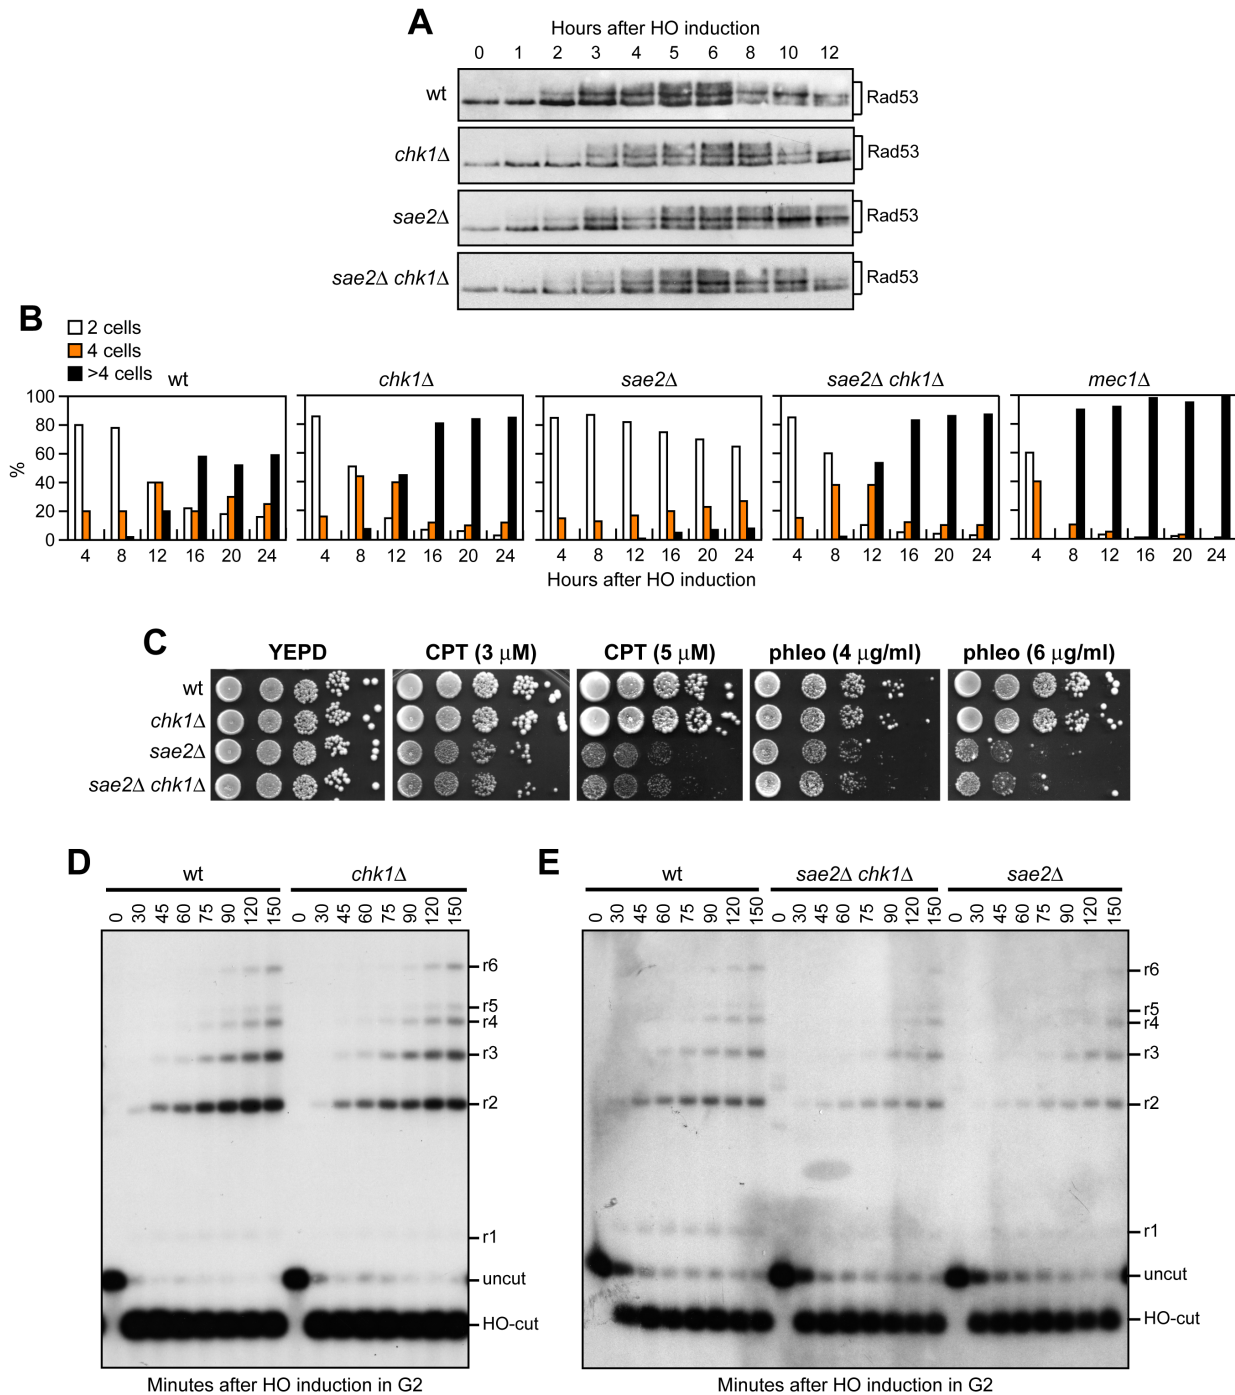 A
Hours after HO induction
0 1 2 3 4 5 6 8 10 12
wt Rad53
chk1Δ Rad53
sae2Δ Rad53
sae2Δ chk1Δ Rad53
B
2 cells
4 cells
>4 cells
wt chk1Δ sae2Δ sae2Δ chk1Δ mec1Δ
100
80
60
40
20
0
%
4 8 12 16 20 24 4 8 12 16 20 24 4 8 12 16 20 24 4 8 12 16 20 24 4 8 12 16 20 24
Hours after HO induction
C
YEPD CPT (3 μM) CPT (5 μM) phleo (4 μg/ml) phleo (6 μg/ml)
wt
chk1Δ
sae2Δ
sae2Δ chk1Δ
D
wt chk1Δ
0 30 45 60 75 90 120 150 0 30 45 60 75 90 120 150
r6
r5
r4
r3
r2
r1
uncut
HO-cut
Minutes after HO induction in G2
E
wt sae2Δ chk1Δ sae2Δ
0 30 45 60 75 90 120 150 0 30 45 60 75 90 120 150 0 30 45 60 75 90 120 150
r6
r5
r4
r3
r2
r1
uncut
HO-cut
Minutes after HO induction in G2